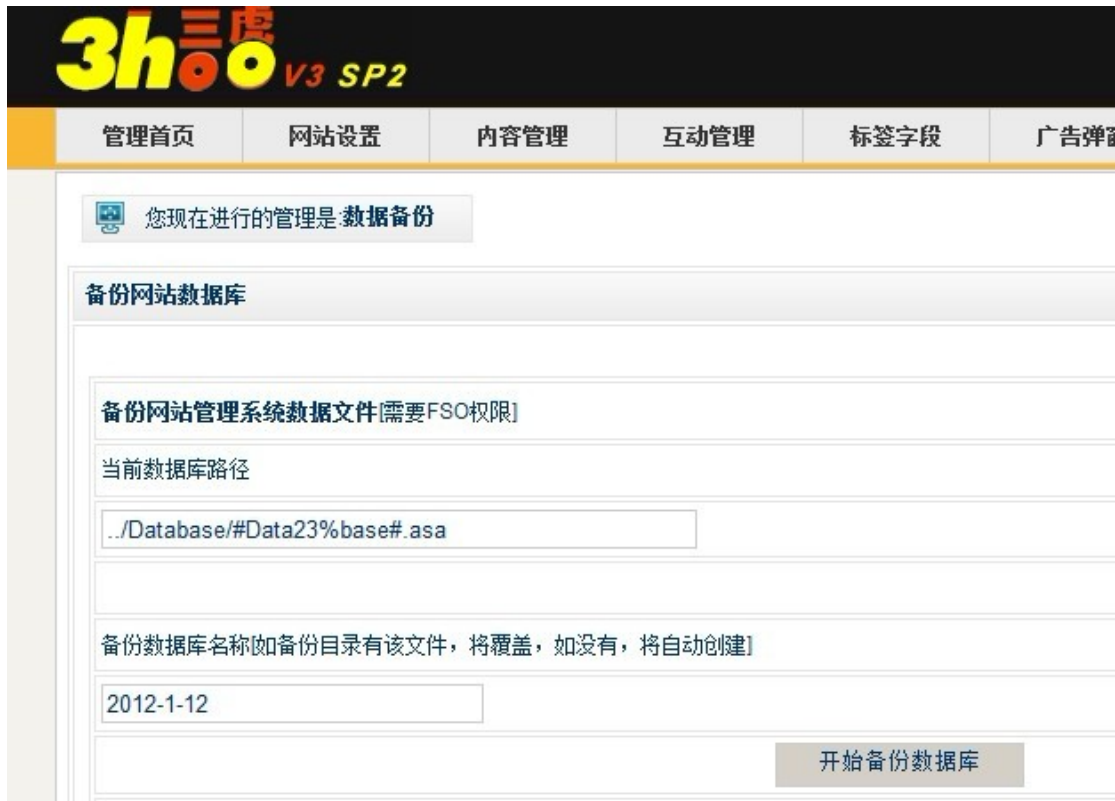 3hoo三虎 V3 SP2
管理首页 网站设置 内容管理 互动管理 标签字段 广告弹窗
您现在进行的管理是:数据备份
备份网站数据库
备份网站管理系统数据文件[需要FSO权限]
当前数据库路径
../Database/#Data23%base#.asa
备份数据库名称[如备份目录有该文件，将覆盖，如没有，将自动创建]
2012-1-12
开始备份数据库